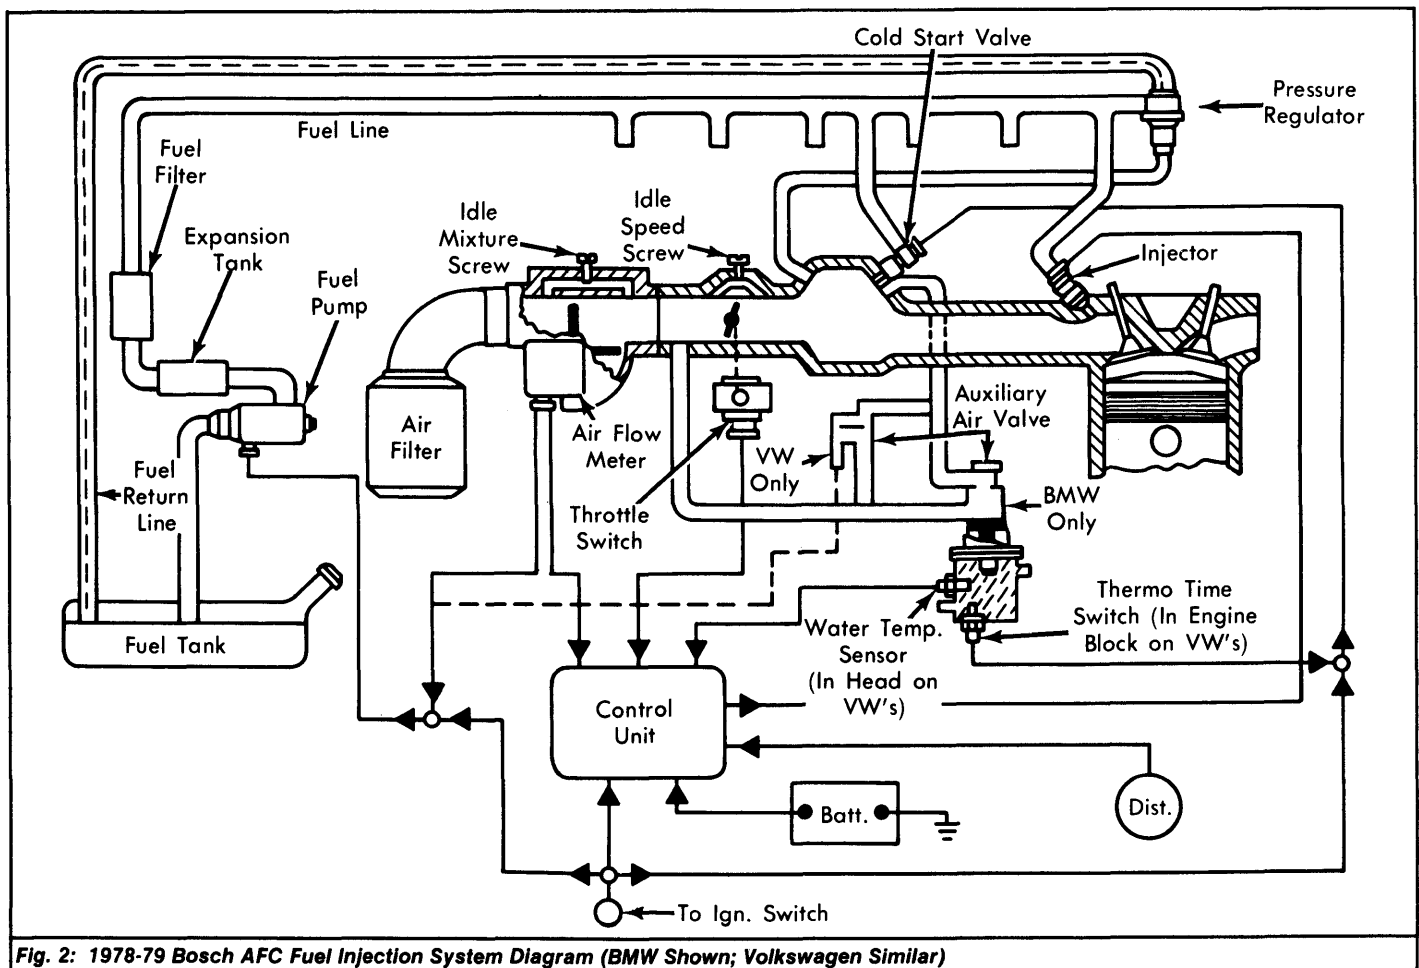 Cold Start Valve
Pressure
Regulator
Fuel Line
Fuel
Filter
Idle
Mixture
Screw
Idle
Speed
Screw
Expansion
Tank
Injector
Fuel
Pump
Auxiliary
Air Valve
Air
Filter
Air Flow
Meter
VW
Only
Fuel
Return
Line
BMW
Only
Throttle
Switch
Thermo Time
Switch (In Engine
Block on VW's)
Water Temp.
Sensor
(In Head on
VW's)
Fuel Tank
Control
Unit
Batt.
Dist.
To Ign. Switch
Fig. 2: 1978-79 Bosch AFC Fuel Injection System Diagram (BMW Shown; Volkswagen Similar)